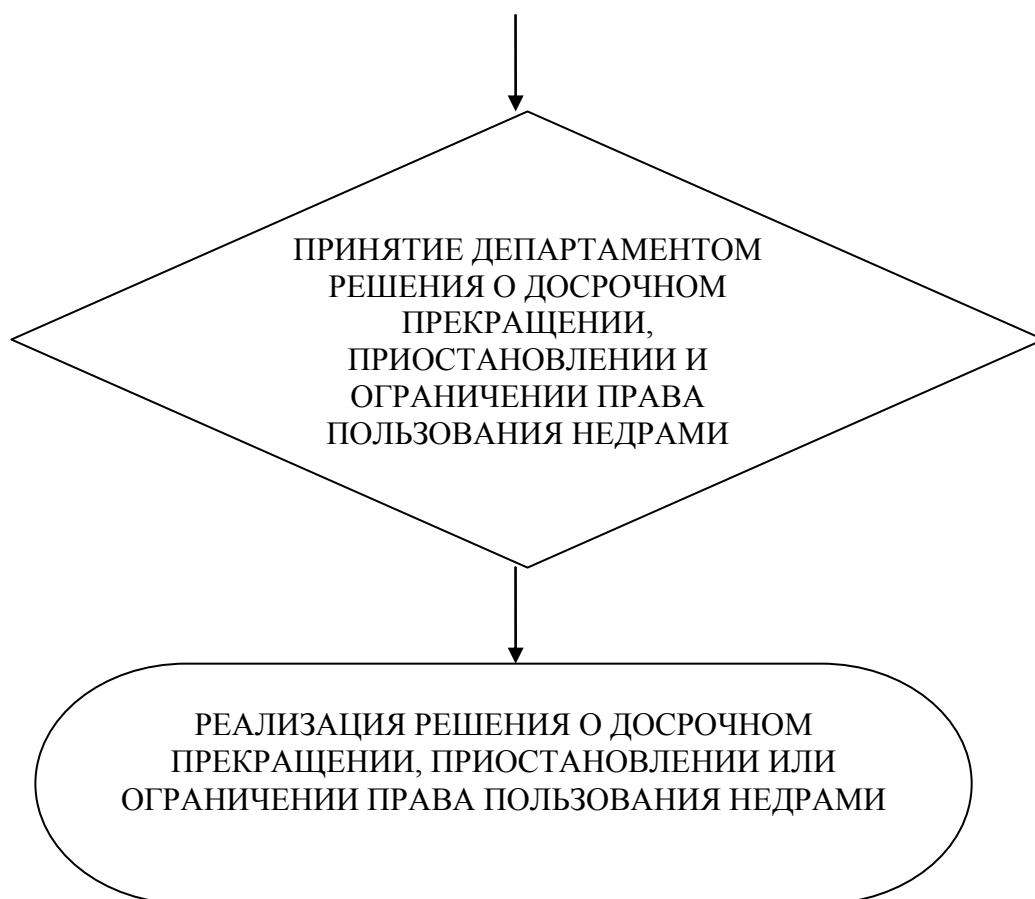 ПРИНЯТИЕ ДЕПАРТАМЕНТОМ
РЕШЕНИЯ О ДОСРОЧНОМ
ПРЕКРАЩЕНИИ,
ПРИОСТАНОВЛЕНИИ И
ОГРАНИЧЕНИИ ПРАВА
ПОЛЬЗОВАНИЯ НЕДРАМИ
РЕАЛИЗАЦИЯ РЕШЕНИЯ О ДОСРОЧНОМ
ПРЕКРАЩЕНИИ, ПРИОСТАНОВЛЕНИИ ИЛИ
ОГРАНИЧЕНИИ ПРАВА ПОЛЬЗОВАНИЯ НЕДРАМИ